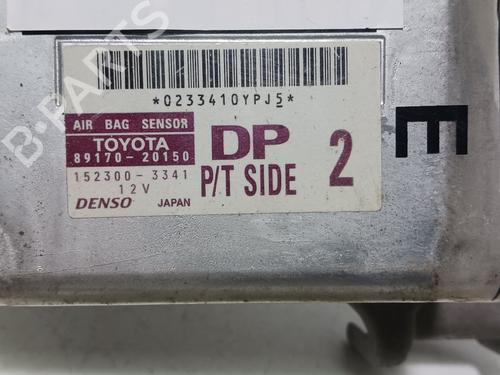 *0233410YPJ5*
AIR BAG SENSOR
TOYOTA
89170-20150
152300-3341
12V
DENSO JAPAN
DP
P/T SIDE
2
E
B-PARTS